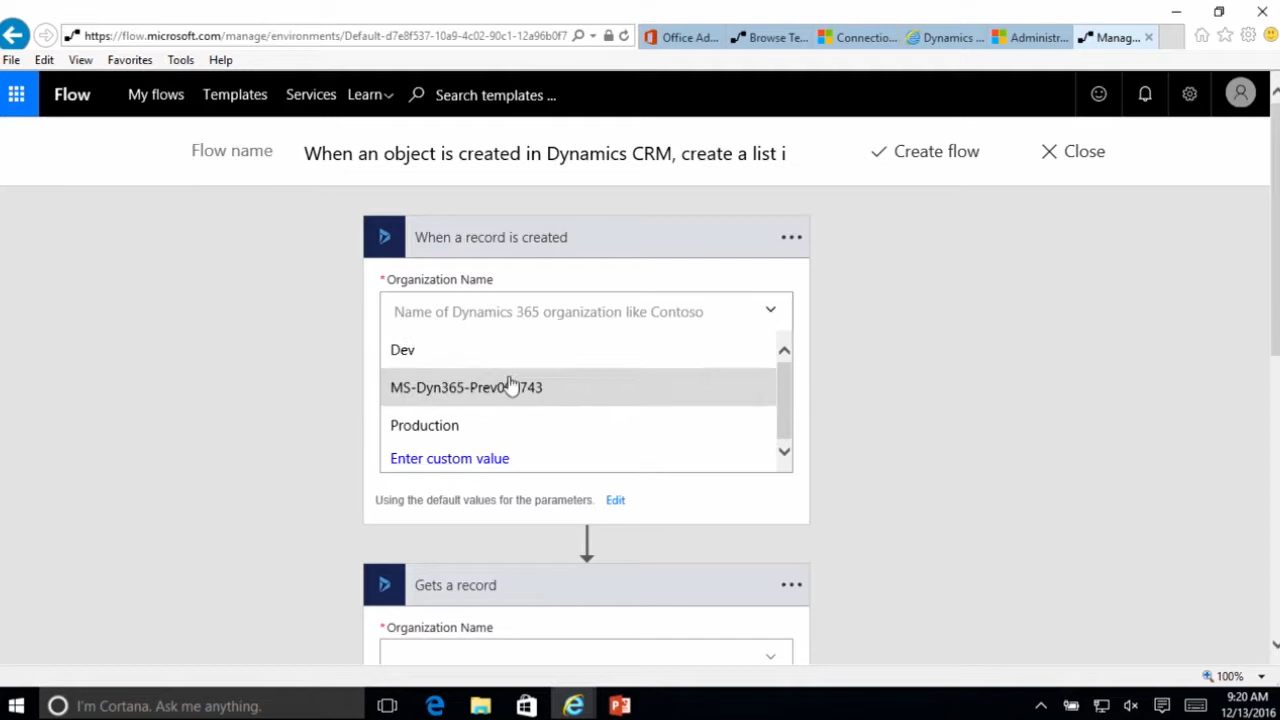 https://flow.microsoft.com/manage/environments/Default-d7e8f537-10a9-4c02-90c1-12a96b0f7
Office Ad...
Browse Te...
Connectio...
Dynamics ...
Administr...
Manag...
File Edit View Favorites Tools Help
Flow My flows Templates Services Learn Search templates ...
Flow name When an object is created in Dynamics CRM, create a list i Create flow Close
When a record is created
*Organization Name
Name of Dynamics 365 organization like Contoso
Dev
Production
Enter custom value
Using the default values for the parameters. Edit
Gets a record
*Organization Name
100%
I'm Cortana. Ask me anything.
9:20 AM
12/13/2016